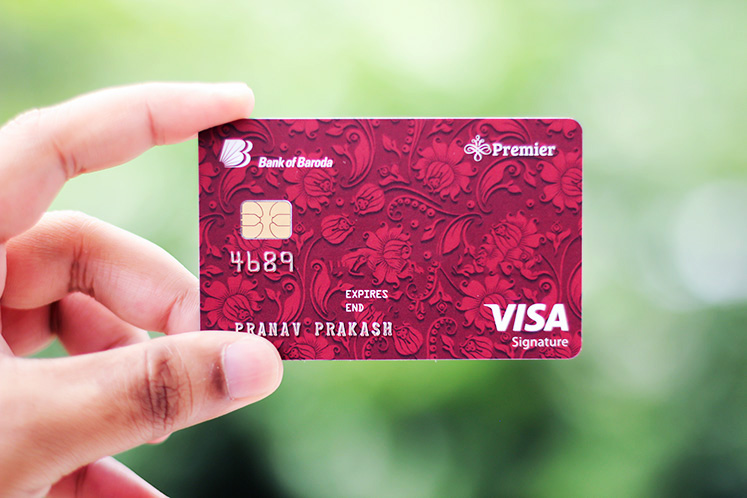 Bank of Baroda
Premier
4689
EXPIRES
END
PRANAV PRAKASH
VISA
Signature